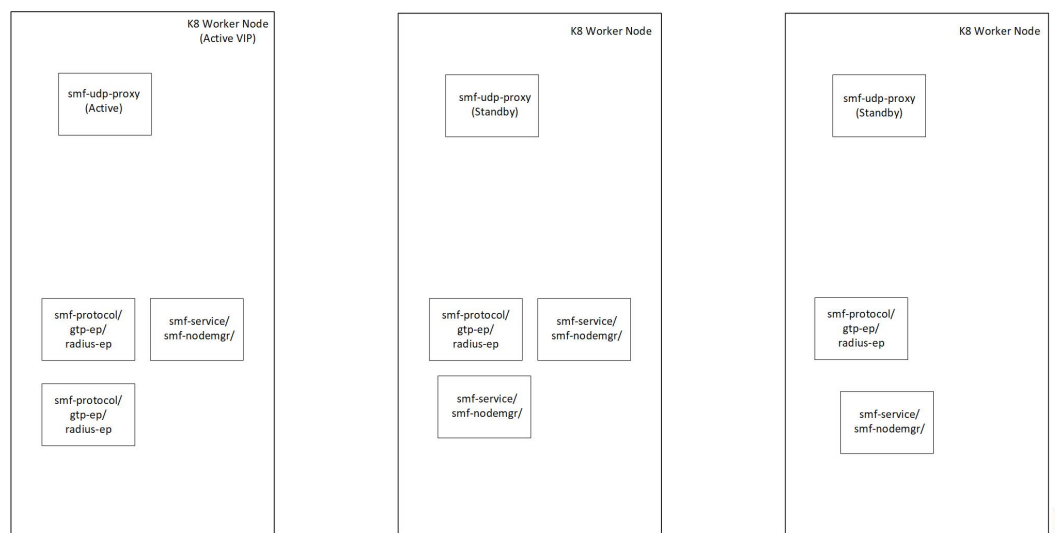 K8 Worker Node
(Active VIP)
smf-udp-proxy
(Active)
smf-protocol/
gtp-ep/
radius-ep
smf-service/
smf-nodemgr/
smf-protocol/
gtp-ep/
radius-ep
K8 Worker Node
smf-udp-proxy
(Standby)
smf-protocol/
gtp-ep/
radius-ep
smf-service/
smf-nodemgr/
smf-service/
smf-nodemgr/
K8 Worker Node
smf-udp-proxy
(Standby)
smf-protocol/
gtp-ep/
radius-ep
smf-service/
smf-nodemgr/